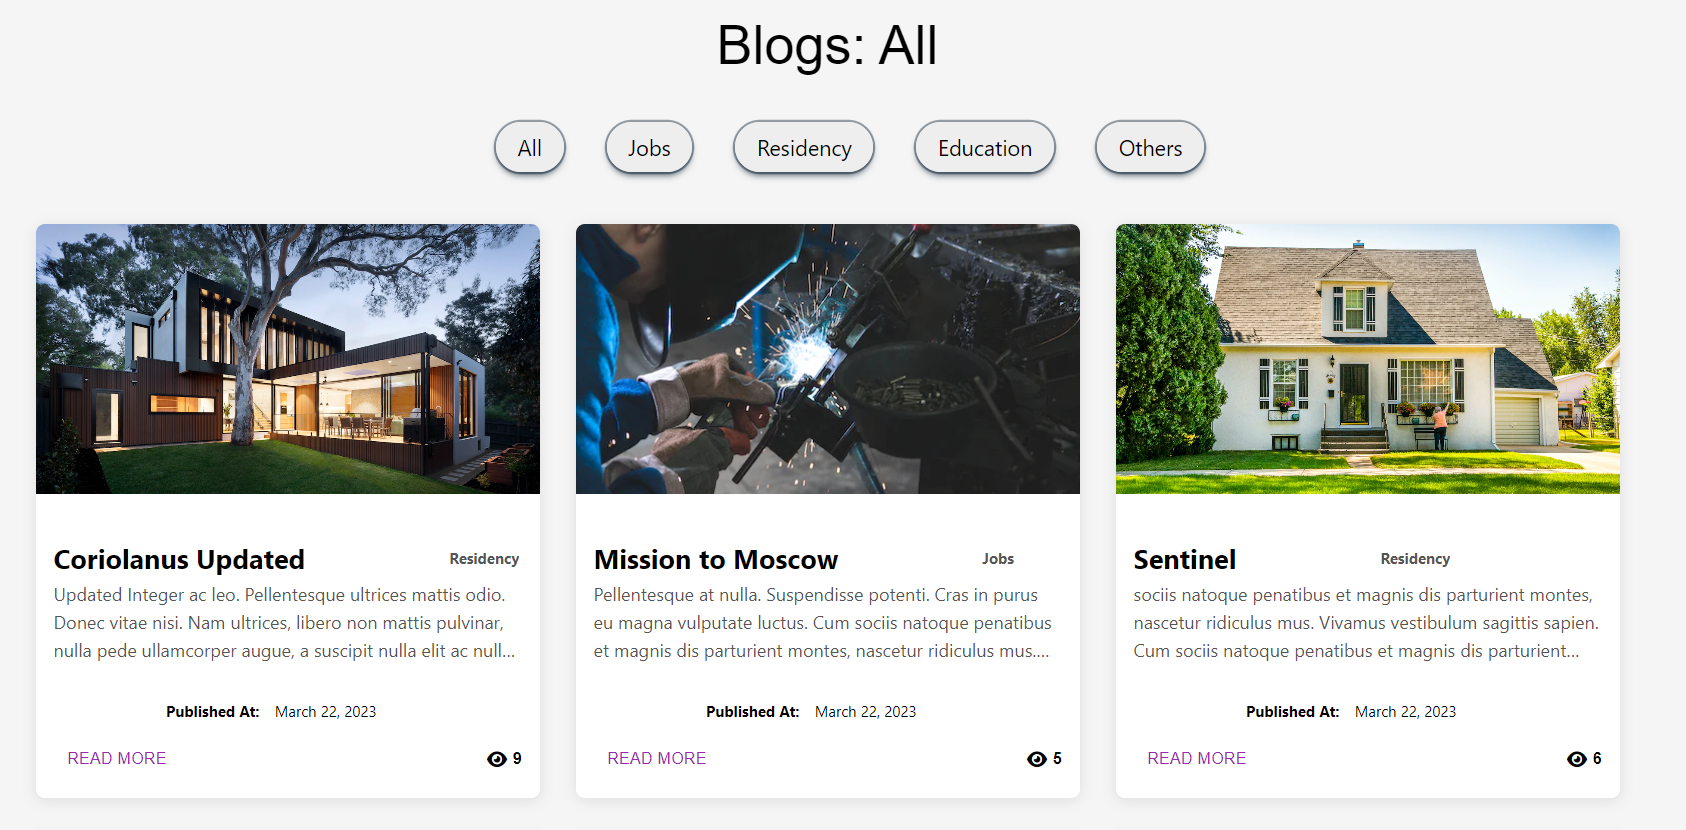 Blogs: All
All Jobs Residency Education Others
Coriolanus Updated Residency
Updated Integer ac leo. Pellentesque ultrices mattis odio.
Donec vitae nisi. Nam ultrices, libero non mattis pulvinar,
nulla pede ullamcorper augue, a suscipit nulla elit ac null...
Published At: March 22, 2023
READ MORE 9
Mission to Moscow Jobs
Pellentesque at nulla. Suspendisse potenti. Cras in purus
eu magna vulputate luctus. Cum sociis natoque penatibus
et magnis dis parturient montes, nascetur ridiculus mus....
Published At: March 22, 2023
READ MORE 5
Sentinel Residency
sociis natoque penatibus et magnis dis parturient montes,
nascetur ridiculus mus. Vivamus vestibulum sagittis sapien.
Cum sociis natoque penatibus et magnis dis parturient...
Published At: March 22, 2023
READ MORE 6